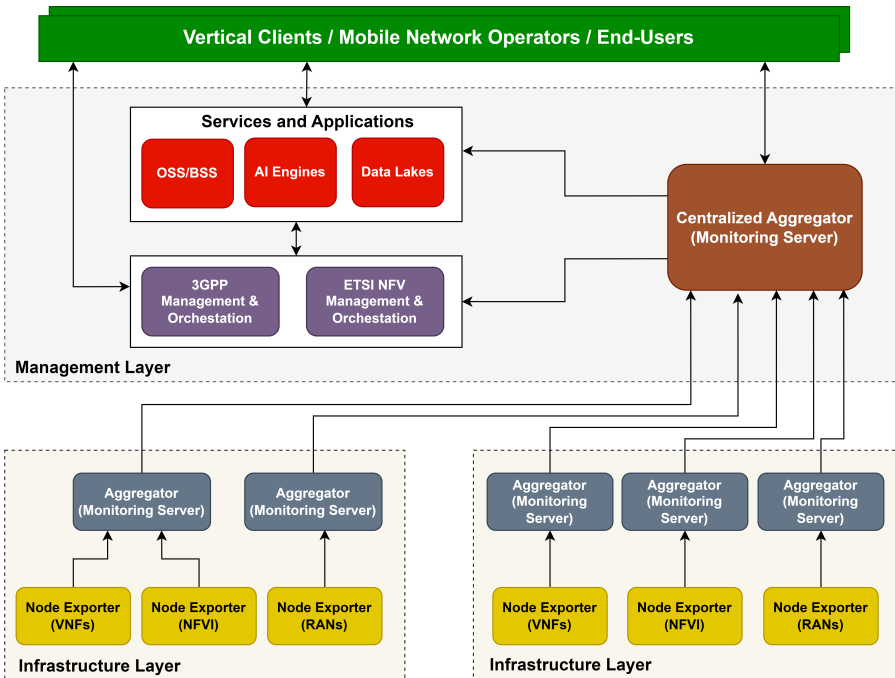 Vertical Clients / Mobile Network Operators / End-Users
Services and Applications
OSS/BSS
AI Engines
Data Lakes
Centralized Aggregator
(Monitoring Server)
3GPP
Management &
Orchestation
ETSI NFV
Management &
Orchestation
Management Layer
Aggregator
(Monitoring Server)
Aggregator
(Monitoring Server)
Node Exporter
(VNFs)
Node Exporter
(NFVI)
Node Exporter
(RANs)
Infrastructure Layer
Aggregator
(Monitoring
Server)
Aggregator
(Monitoring
Server)
Aggregator
(Monitoring
Server)
Node Exporter
(VNFs)
Node Exporter
(NFVI)
Node Exporter
(RANs)
Infrastructure Layer